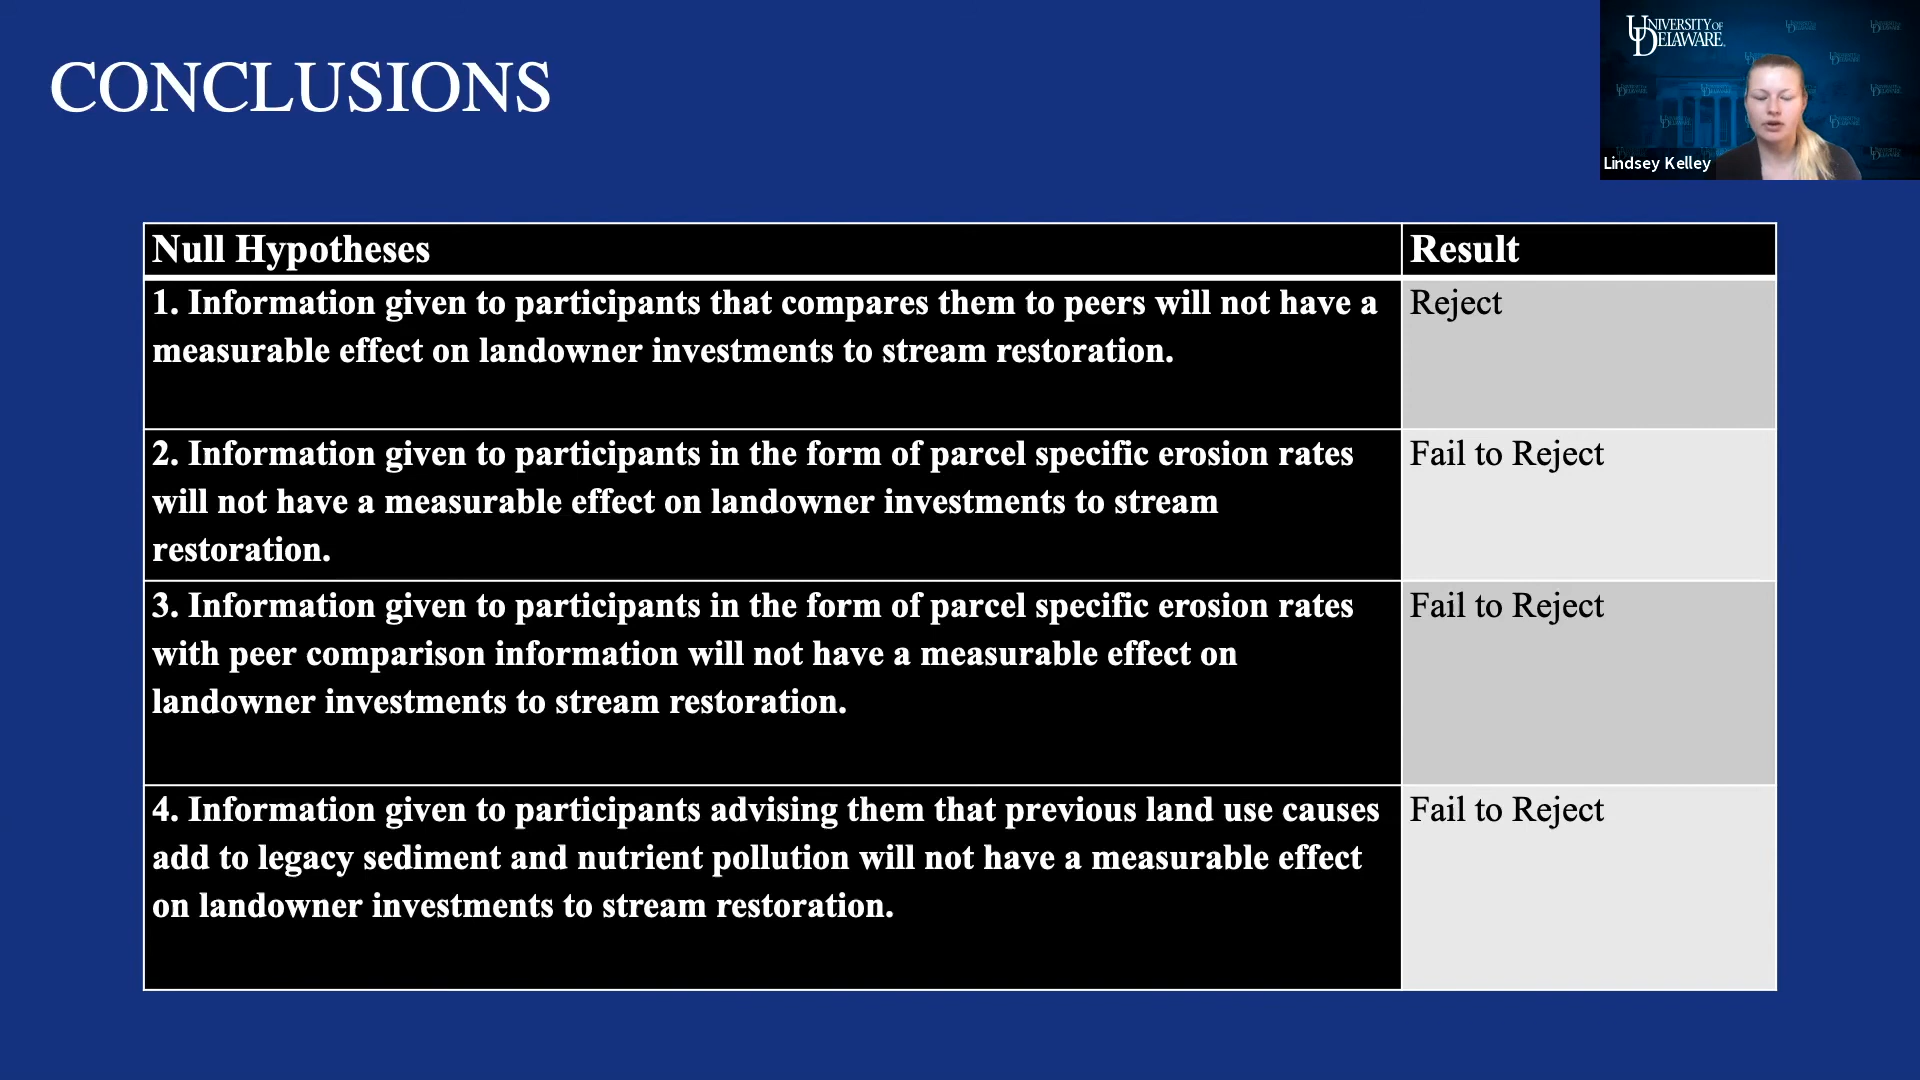 CONCLUSIONS
UNIVERSITY OF
DELAWARE
Lindsey Kelley
Null Hypotheses
Result
1. Information given to participants that compares them to peers will not have a
measurable effect on landowner investments to stream restoration.
Reject
2. Information given to participants in the form of parcel specific erosion rates
will not have a measurable effect on landowner investments to stream
restoration.
Fail to Reject
3. Information given to participants in the form of parcel specific erosion rates
with peer comparison information will not have a measurable effect on
landowner investments to stream restoration.
Fail to Reject
4. Information given to participants advising them that previous land use causes
add to legacy sediment and nutrient pollution will not have a measurable effect
on landowner investments to stream restoration.
Fail to Reject